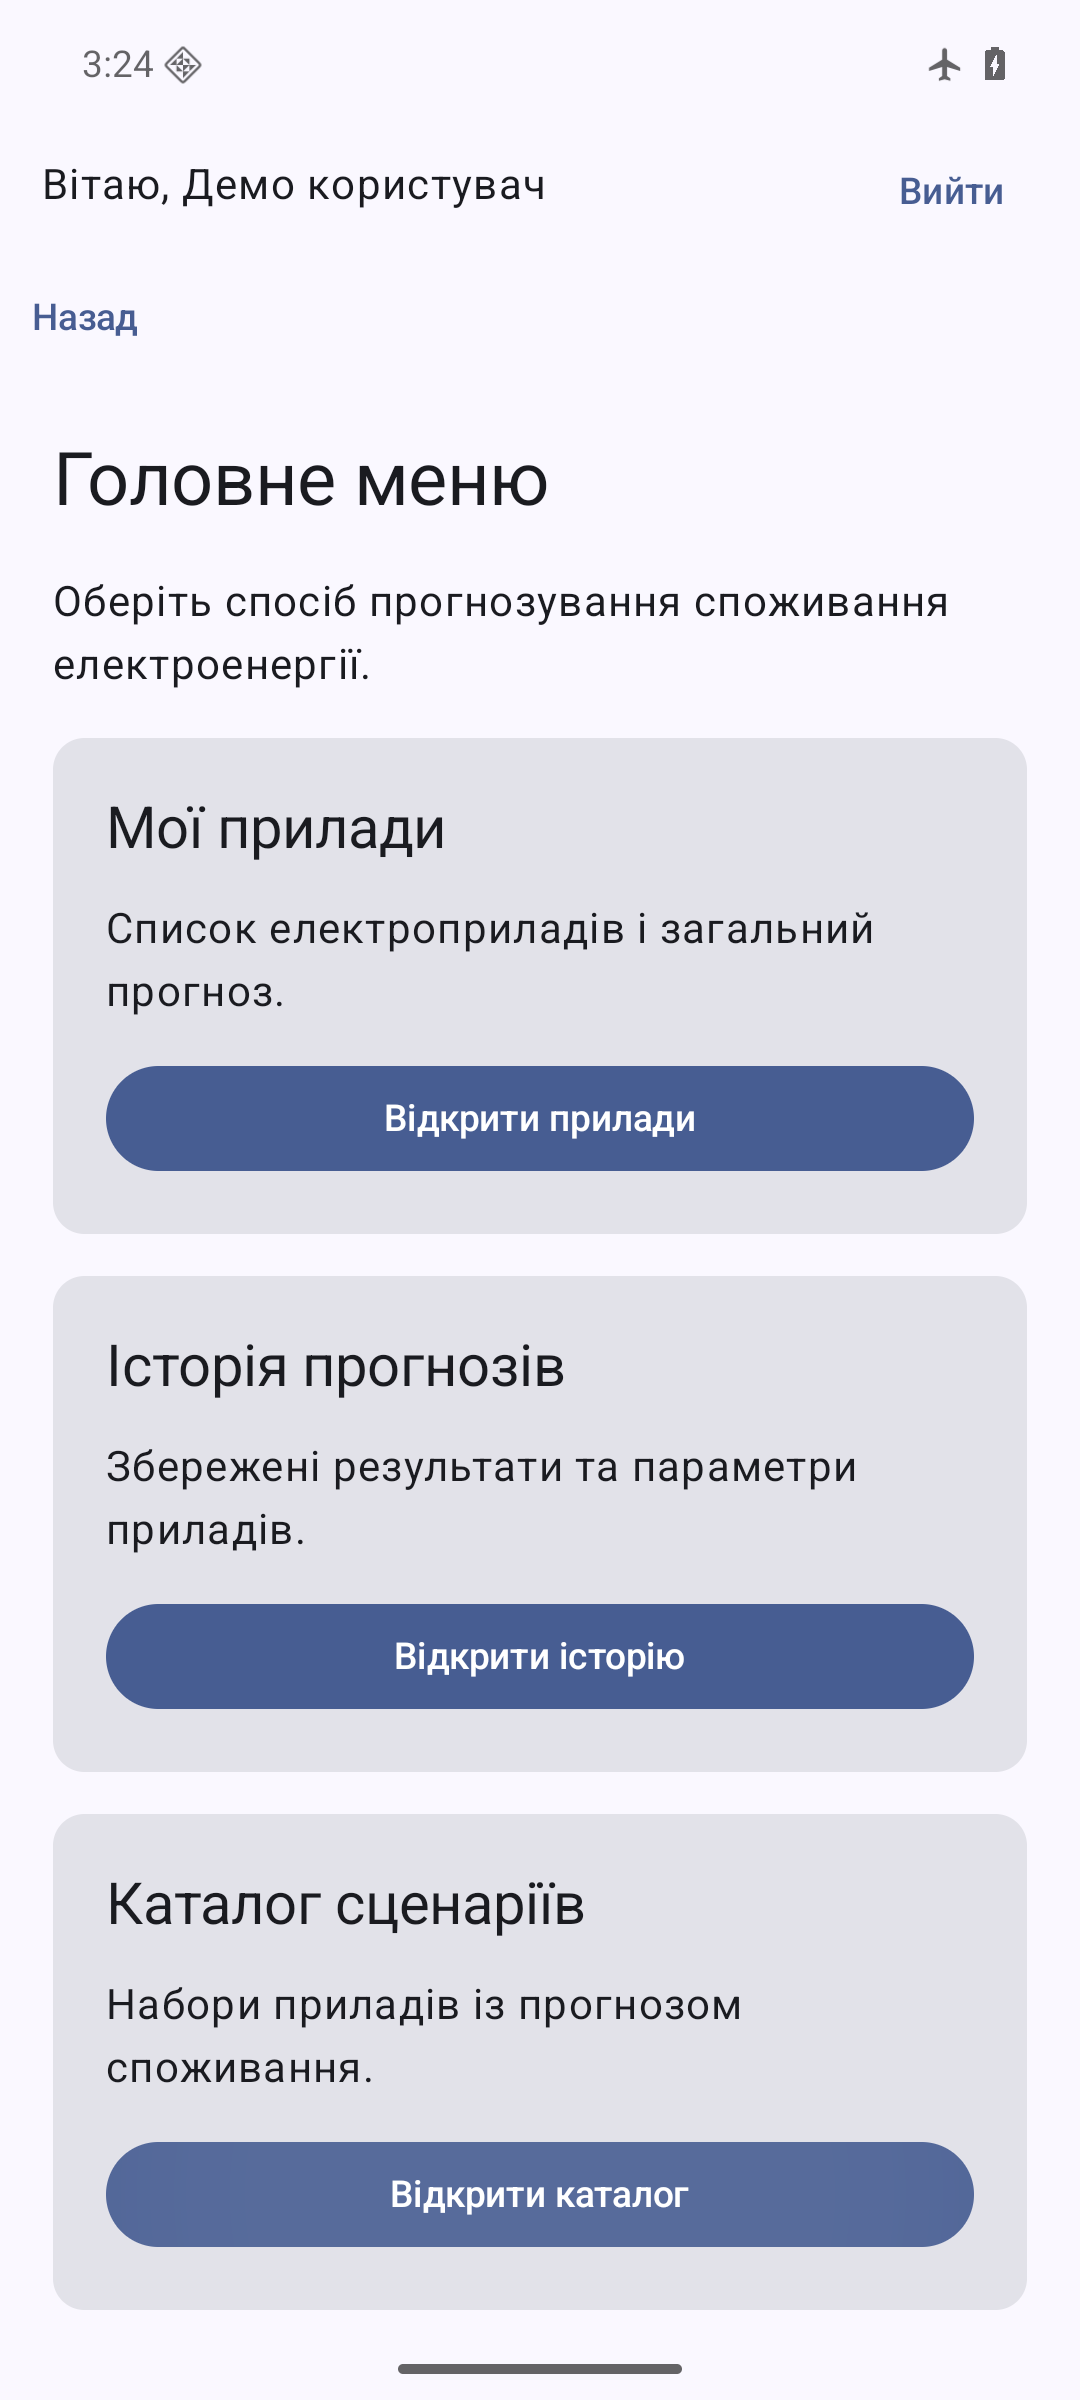 3:24
Вітаю, Демо користувач
Вийти
Назад
Головне меню
Оберіть спосіб прогнозування споживання
електроенергії.
Мої прилади
Список електроприладів і загальний
прогноз.
Відкрити прилади
Історія прогнозів
Збережені результати та параметри
приладів.
Відкрити історію
Каталог сценаріїв
Набори приладів із прогнозом
споживання.
Відкрити каталог